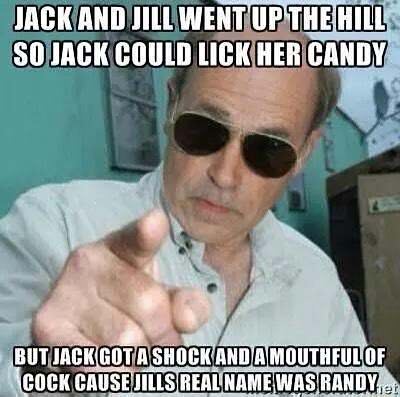 JACK AND JILL WENT UP THE HILL
SO JACK COULD LICK HER CANDY
BUT JACK GOT A SHOCK AND A MOUTHFUL OF
COCK CAUSE JILLS REAL NAME WAS RANDY